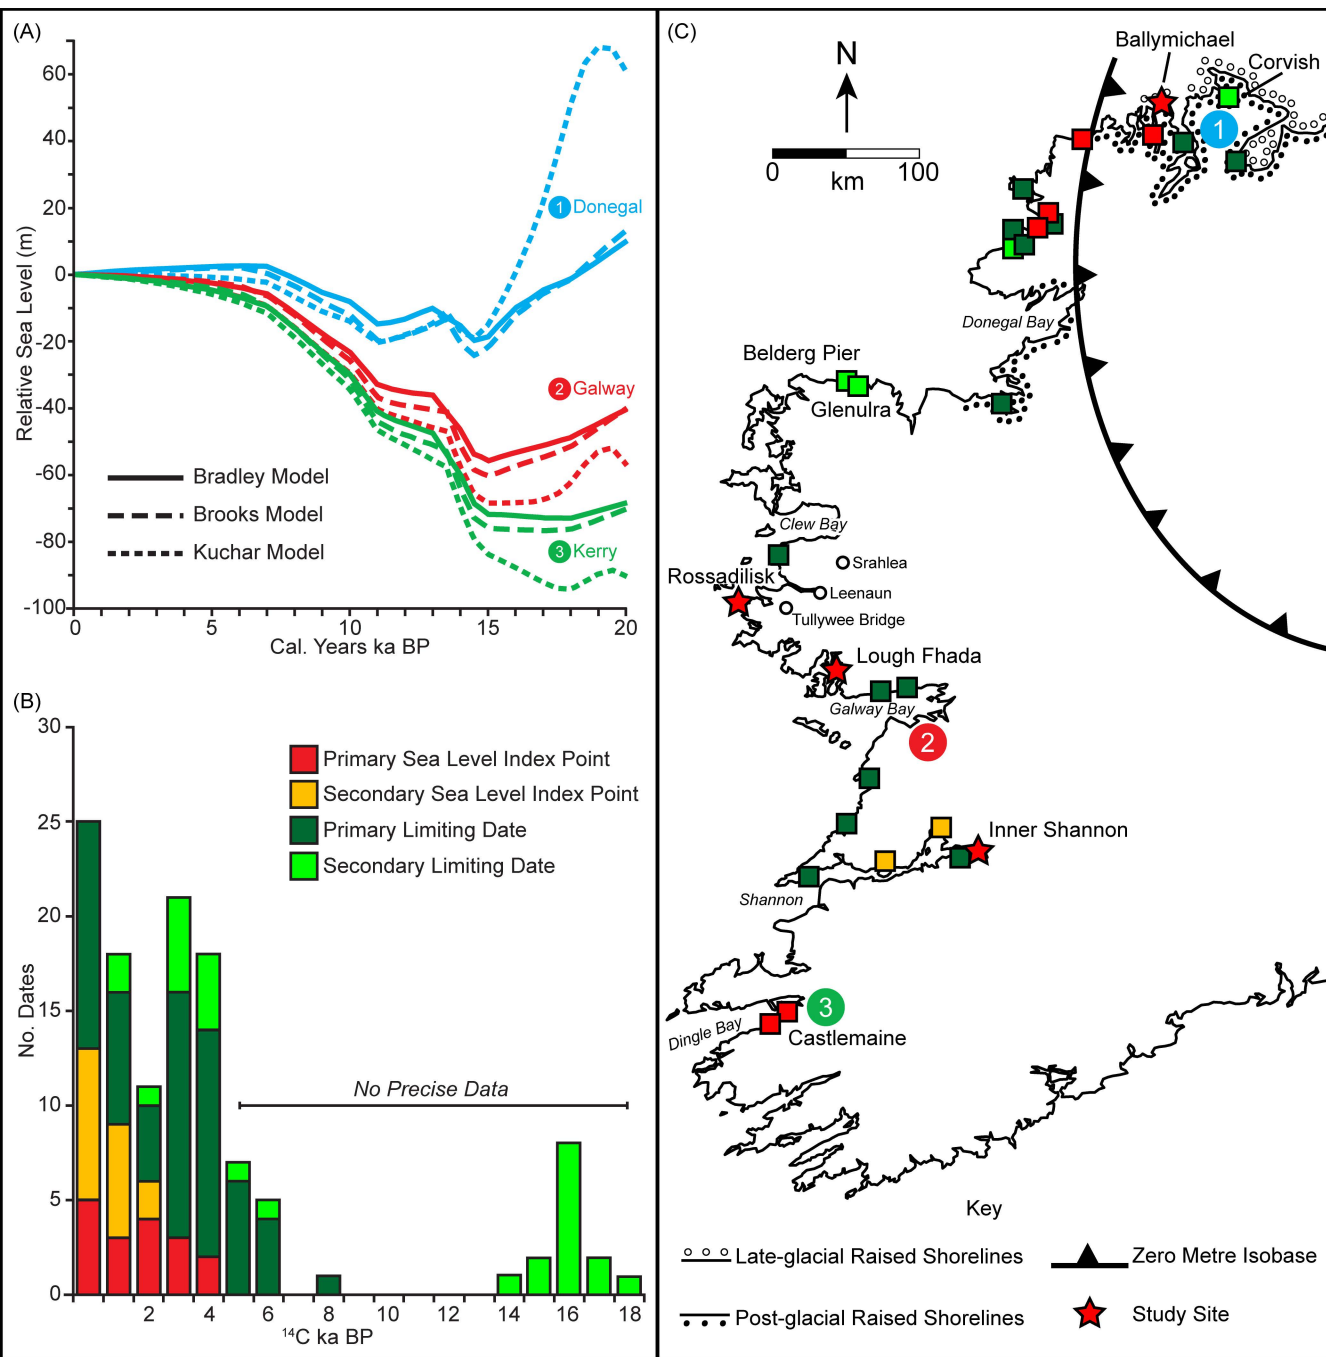 (A)
60
40
20
0
-20
-40
-60
-80
-100
Relative Sea Level (m)
1 Donegal
2 Galway
3 Kerry
Bradley Model
Brooks Model
Kuchar Model
0 5 10 15 20
Cal. Years ka BP
(B)
30
25
20
15
10
5
0
No. Dates
Primary Sea Level Index Point
Secondary Sea Level Index Point
Primary Limiting Date
Secondary Limiting Date
No Precise Data
2 4 6 8 10 12 14 16 18
14C ka BP
(C)
N
0 100
km
Ballymichael
Corvish
1
Donegal Bay
Belderg Pier
Glenulra
Clew Bay
Srahlea
Rossadilisk
Leenaun
Tullywee Bridge
Lough Fhada
Galway Bay
2
Inner Shannon
Shannon
3
Dingle Bay
Castlemaine
Key
Late-glacial Raised Shorelines
Zero Metre Isobase
Post-glacial Raised Shorelines
Study Site